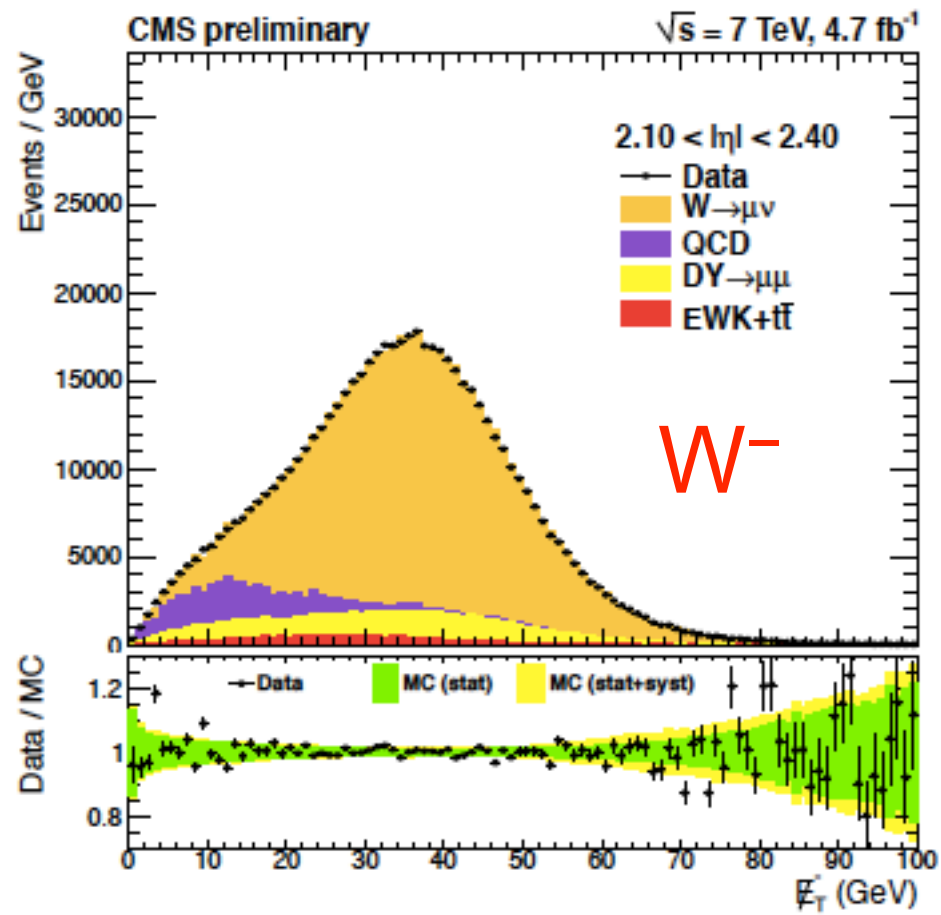 CMS preliminary
√s = 7 TeV, 4.7 fb⁻¹
Events / GeV
30000
25000
20000
15000
10000
5000
0
2.10 < |η| < 2.40
Data
W→μν
QCD
DY→μμ
EWK+tt̄
W⁻
Data / MC
1.2
1
0.8
Data
MC (stat)
MC (stat+syst)
0 10 20 30 40 50 60 70 80 90 100
E̸_T (GeV)